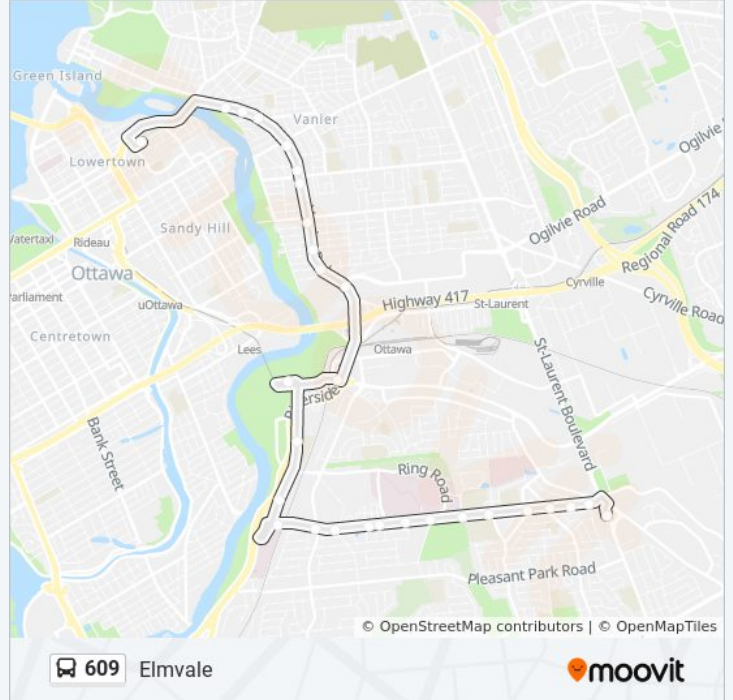 Green Island
Vanier
Ogilvie
Lowertown
Ogilvie Road
Regional Road 174
Sandy Hill
Watertaxi
Rideau
Ottawa
Parliament
uOttawa
Highway 417
Cyrville
St-Laurent
Cyrville Road
Centretown
Lees
Ottawa
St-Laurent Boulevard
Riverside
Bank Street
Ring Road
Pleasant Park Road
© OpenStreetMap contributors | © OpenMapTiles
609 Elmvale
moovit